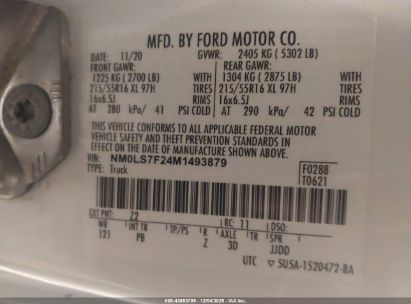 MFD. BY FORD MOTOR CO.
DATE: 11/20 GVWR: 2405 KG ( 5302 LB)
FRONT GAWR: REAR GAWR:
1225 KG ( 2700 LB) WITH 1304 KG ( 2875 LB) WITH
215/55R16 XL 97H TIRES 215/55R16 XL 97H TIRES
16x6.5J RIMS 16x6.5J RIMS
AT 280 kPa/ 41 PSI COLD AT 290 kPa/ 42 PSI COLD
THIS VEHICLE CONFORMS TO ALL APPLICABLE FEDERAL MOTOR
VEHICLE SAFETY AND THEFT PREVENTION STANDARDS IN EFFECT ON THE
DATE OF MANUFACTURE SHOWN ABOVE.
VIN: NM0LS7F24M1493879
TYPE: Truck
F0288
T0621
EXT PNT: Z2 RC: 11
WB INT TR TP/PS R AXLE TR SPR
121 PB Z 3D JJDD
UTC ▽ SU5A-1520472-BA